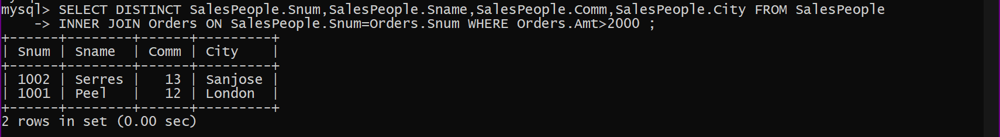 mysql> SELECT DISTINCT SalesPeople.Snum,SalesPeople.Sname,SalesPeople.Comm,SalesPeople.City FROM SalesPeople
    -> INNER JOIN Orders ON SalesPeople.Snum=Orders.Snum WHERE Orders.Amt>2000 ;
+------+--------+------+---------+
| Snum | Sname  | Comm | City    |
+------+--------+------+---------+
| 1002 | Serres |   13 | Sanjose |
| 1001 | Peel   |   12 | London  |
+------+--------+------+---------+
2 rows in set (0.00 sec)